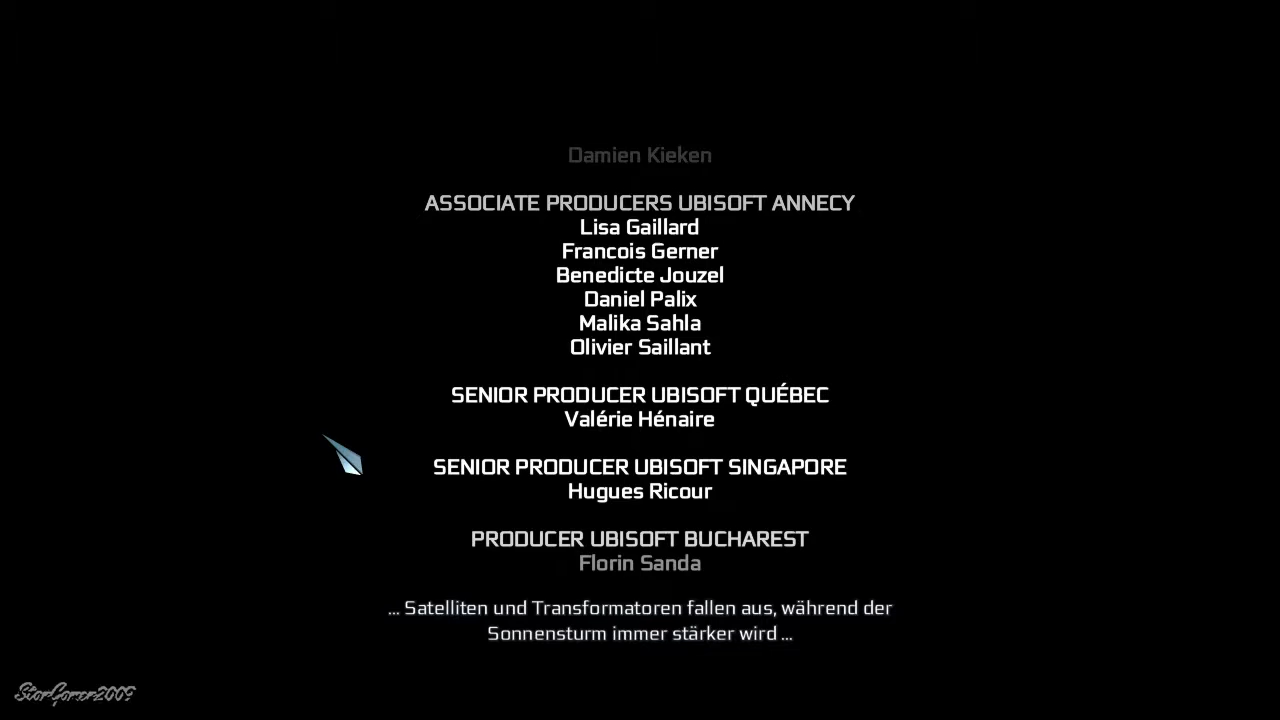 Damien Kieken
ASSOCIATE PRODUCERS UBISOFT ANNECY
Lisa Gaillard
Francois Gerner
Benedicte Jouzel
Daniel Palix
Malika Sahla
Olivier Saillant
SENIOR PRODUCER UBISOFT QUÉBEC
Valérie Hénaire
SENIOR PRODUCER UBISOFT SINGAPORE
Hugues Ricour
PRODUCER UBISOFT BUCHAREST
Florin Sanda
... Satelliten und Transformatoren fallen aus, während der
Sonnensturm immer stärker wird ...
StarGamer2009